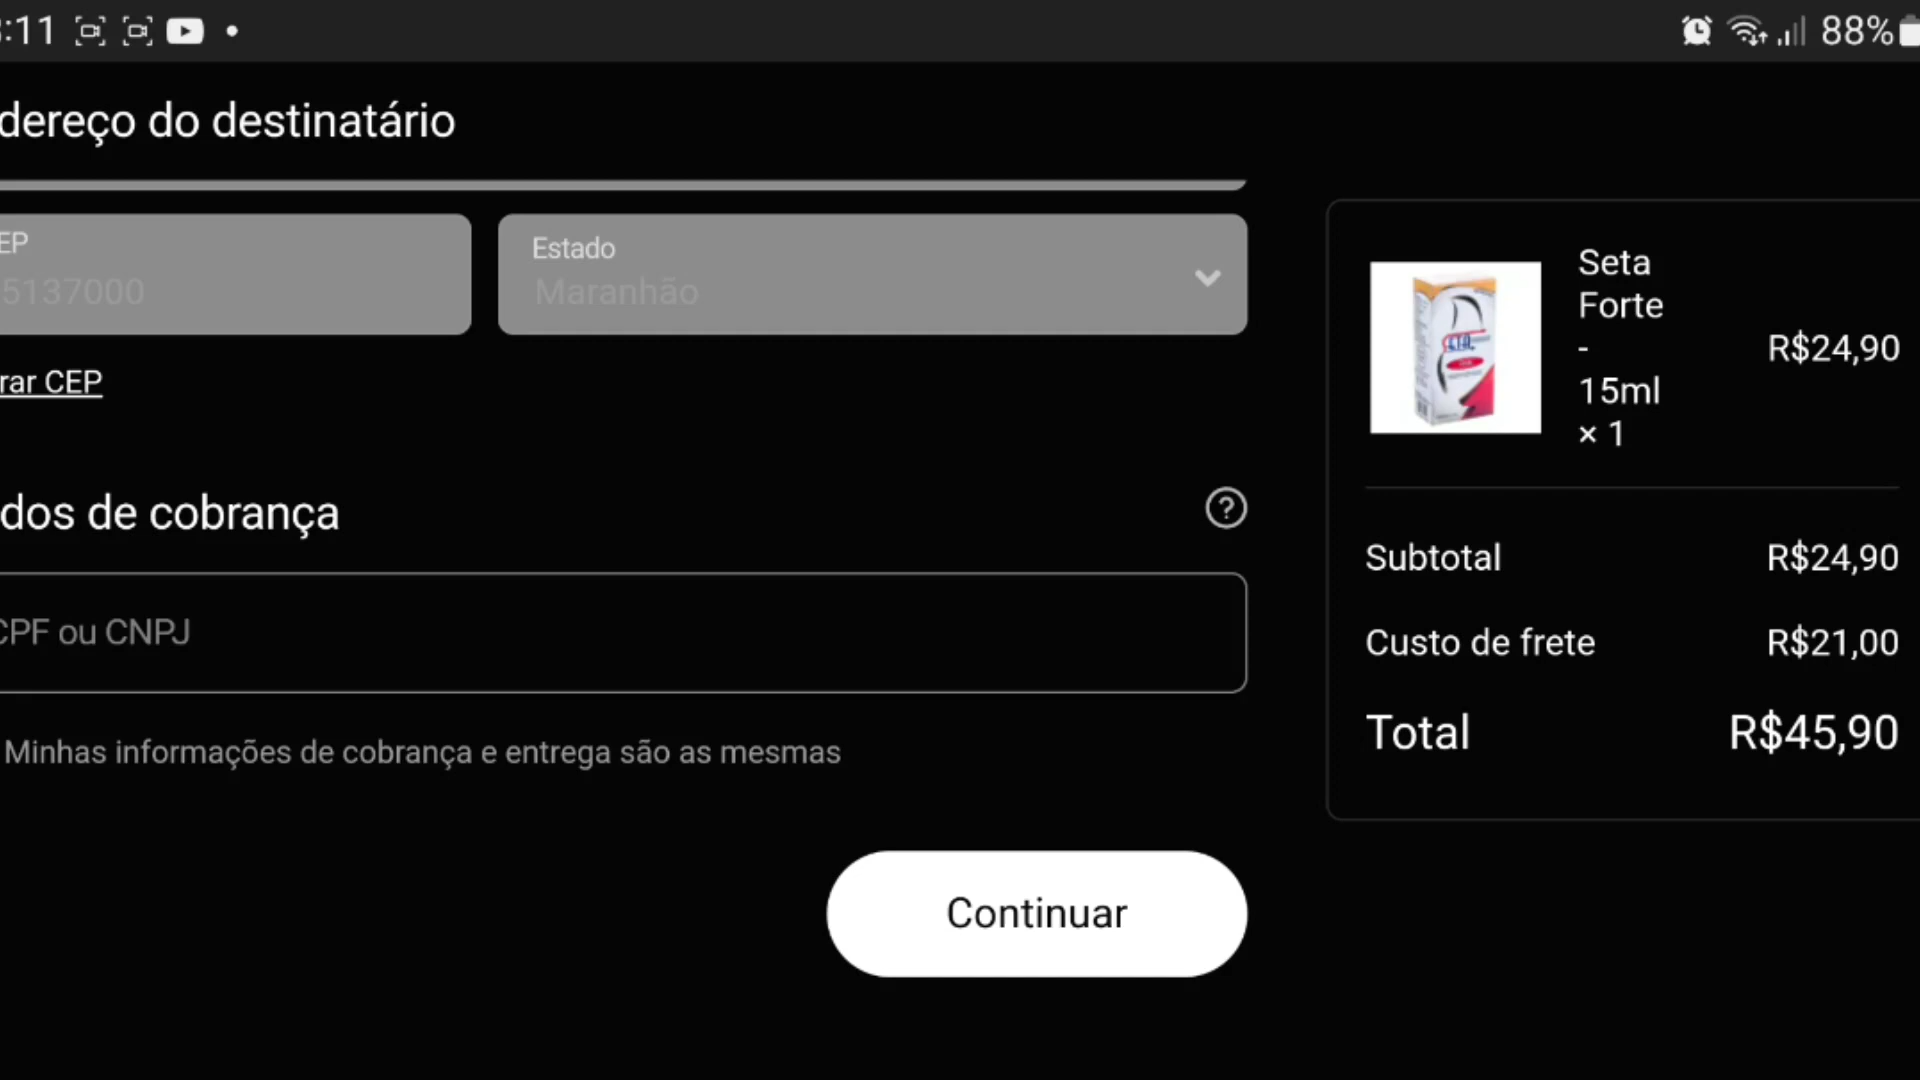 :11
88%
dereço do destinatário
EP
5137000
Estado
Maranhão
rar CEP
dos de cobrança
CPF ou CNPJ
Minhas informações de cobrança e entrega são as mesmas
Continuar
SETA
Seta
Forte
-
15ml
× 1
R$24,90
Subtotal R$24,90
Custo de frete R$21,00
Total R$45,90